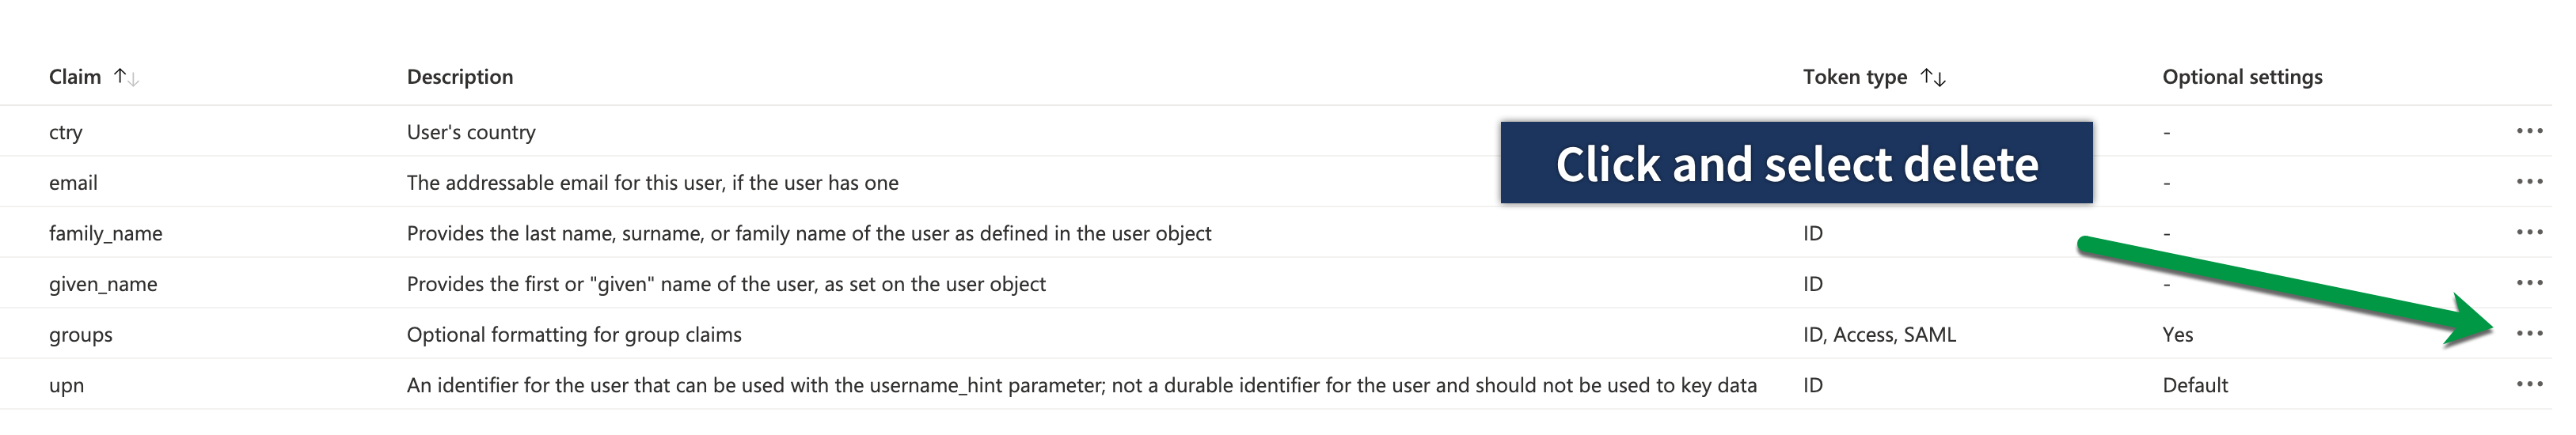 Claim ↑↓ Description Token type ↑↓ Optional settings
ctry User's country - •••
Click and select delete
email The addressable email for this user, if the user has one - •••
family_name Provides the last name, surname, or family name of the user as defined in the user object ID - •••
given_name Provides the first or "given" name of the user, as set on the user object ID - •••
groups Optional formatting for group claims ID, Access, SAML Yes •••
upn An identifier for the user that can be used with the username_hint parameter; not a durable identifier for the user and should not be used to key data ID Default •••